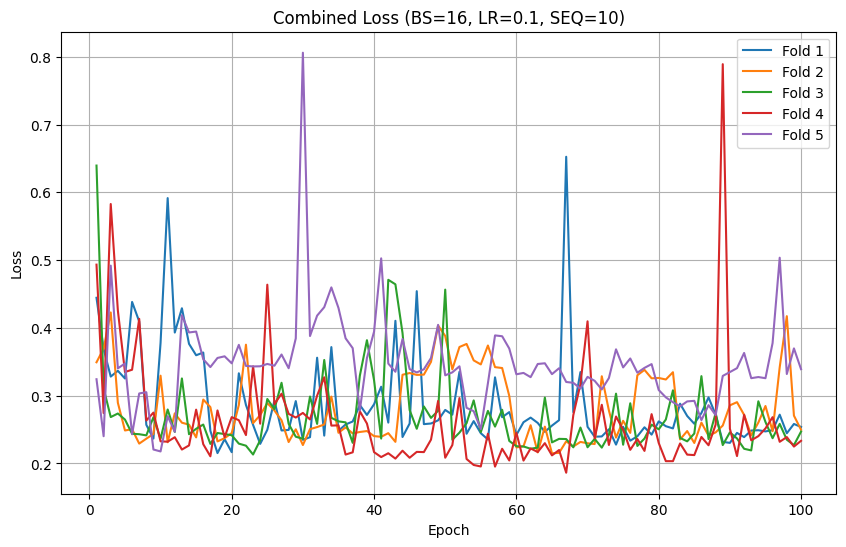 Combined Loss (BS=16, LR=0.1, SEQ=10)
Fold 1
Fold 2
Fold 3
Fold 4
Fold 5
0.8
0.7
0.6
0.5
0.4
0.3
0.2
Loss
0 20 40 60 80 100
Epoch